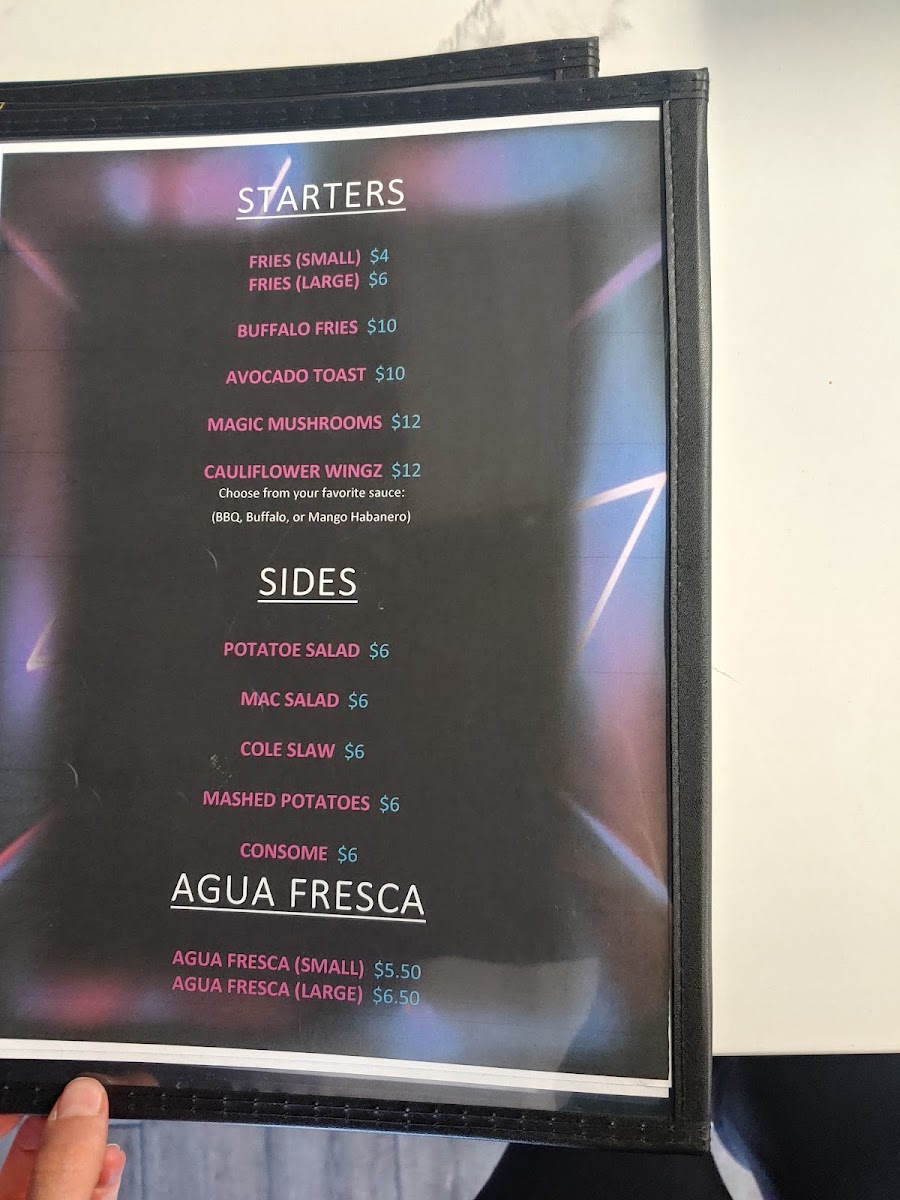 STARTERS
FRIES (SMALL) $4
FRIES (LARGE) $6
BUFFALO FRIES $10
AVOCADO TOAST $10
MAGIC MUSHROOMS $12
CAULIFLOWER WINGZ $12
Choose from your favorite sauce:
(BBQ, Buffalo, or Mango Habanero)
SIDES
POTATOE SALAD $6
MAC SALAD $6
COLE SLAW $6
MASHED POTATOES $6
CONSOME $6
AGUA FRESCA
AGUA FRESCA (SMALL) $5.50
AGUA FRESCA (LARGE) $6.50